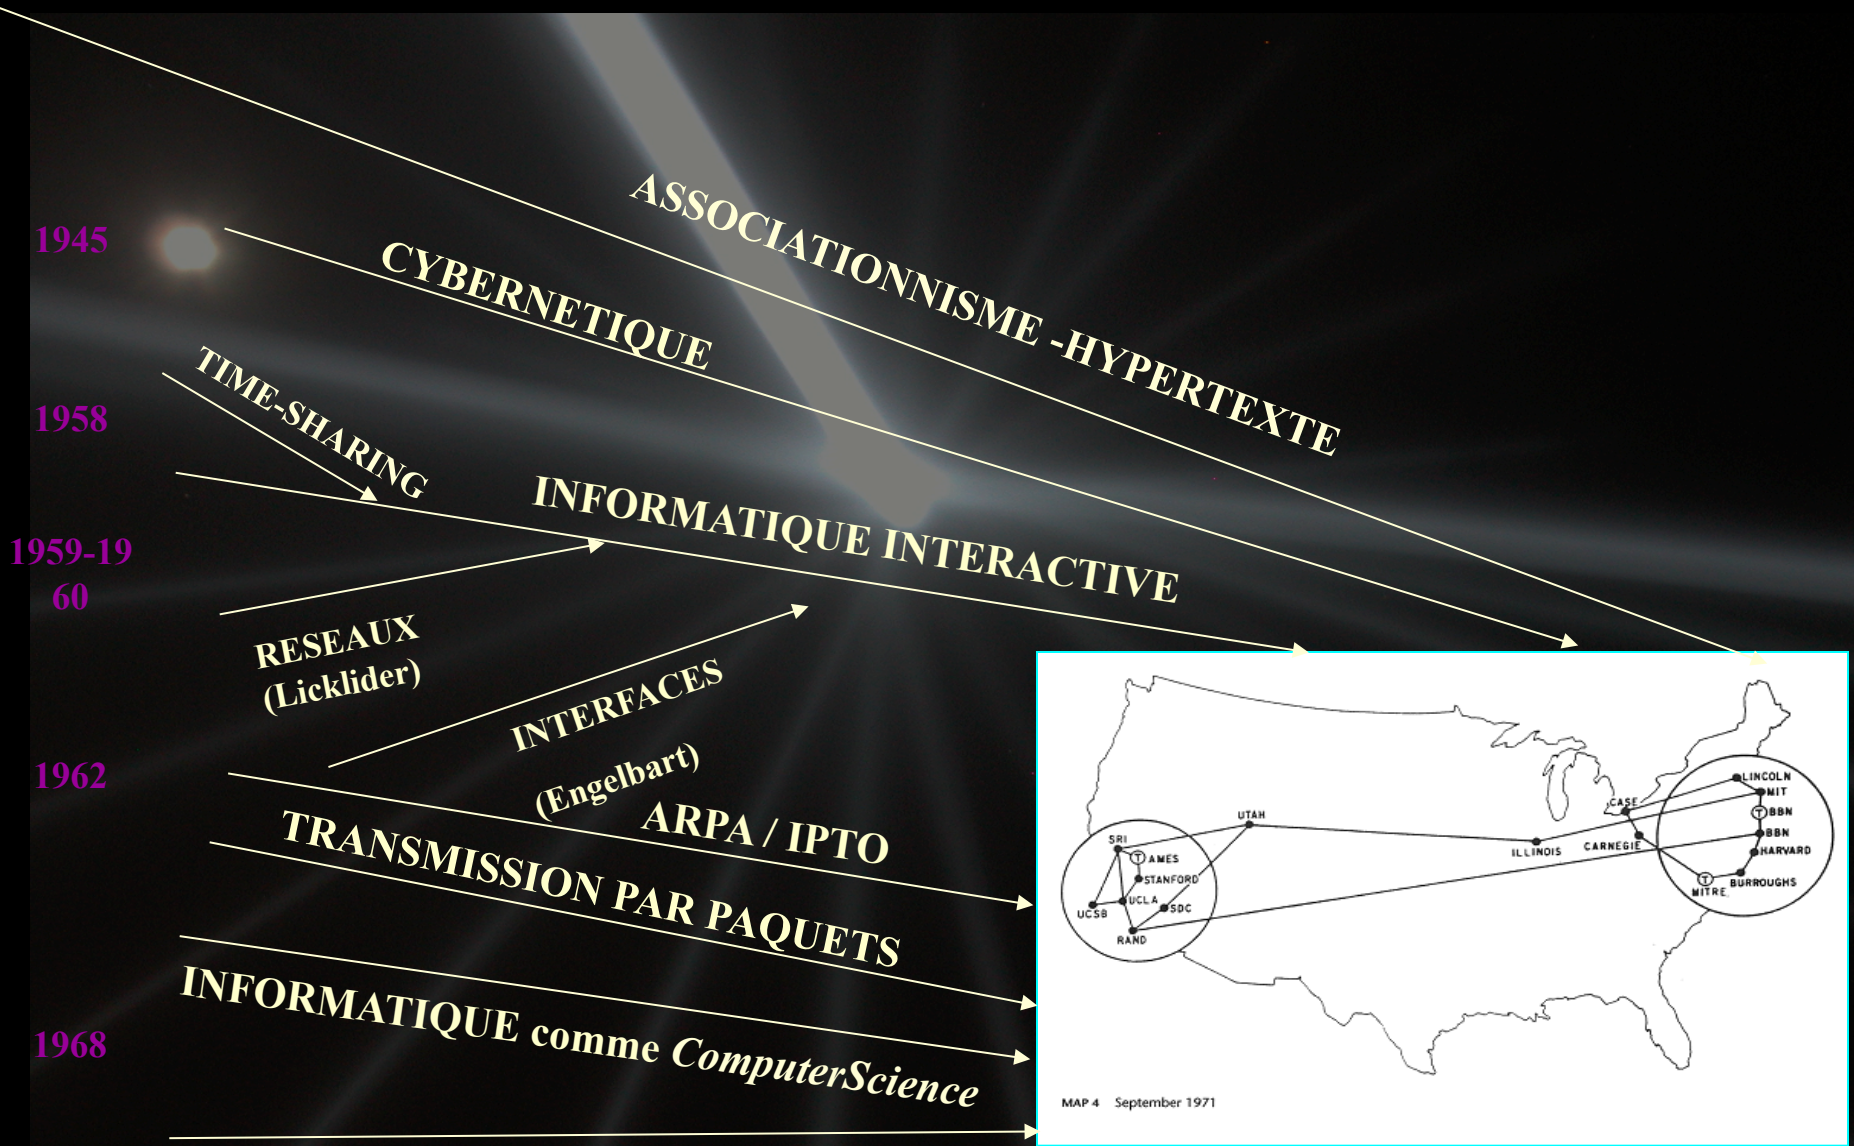 ASSOCIATIONNISME -HYPERTEXTE
1945
CYBERNETIQUE
TIME-SHARING
1958
INFORMATIQUE INTERACTIVE
1959-19
60
RESEAUX
(Licklider)
INTERFACES
(Engelbart)
1962
ARPA / IPTO
TRANSMISSION PAR PAQUETS
INFORMATIQUE comme ComputerScience
1968
LINCOLN
MIT
CASE
T BBN
UTAH
BBN
SRI
ILLINOIS
CARNEGIE
HARVARD
T AMES
STANFORD
T
BURROUGHS
MITRE
UCLA
SDC
UCSB
RAND
MAP 4 September 1971